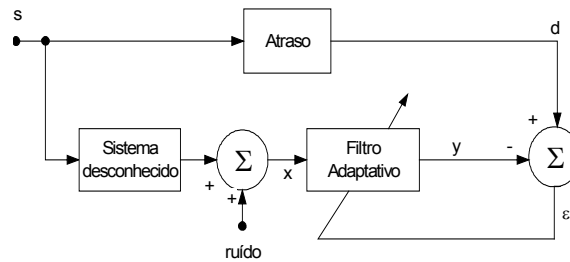 s
Atraso
d
+
Sistema
desconhecido
Σ
+
+
x
Filtro
Adaptativo
y
-
Σ
ε
ruído